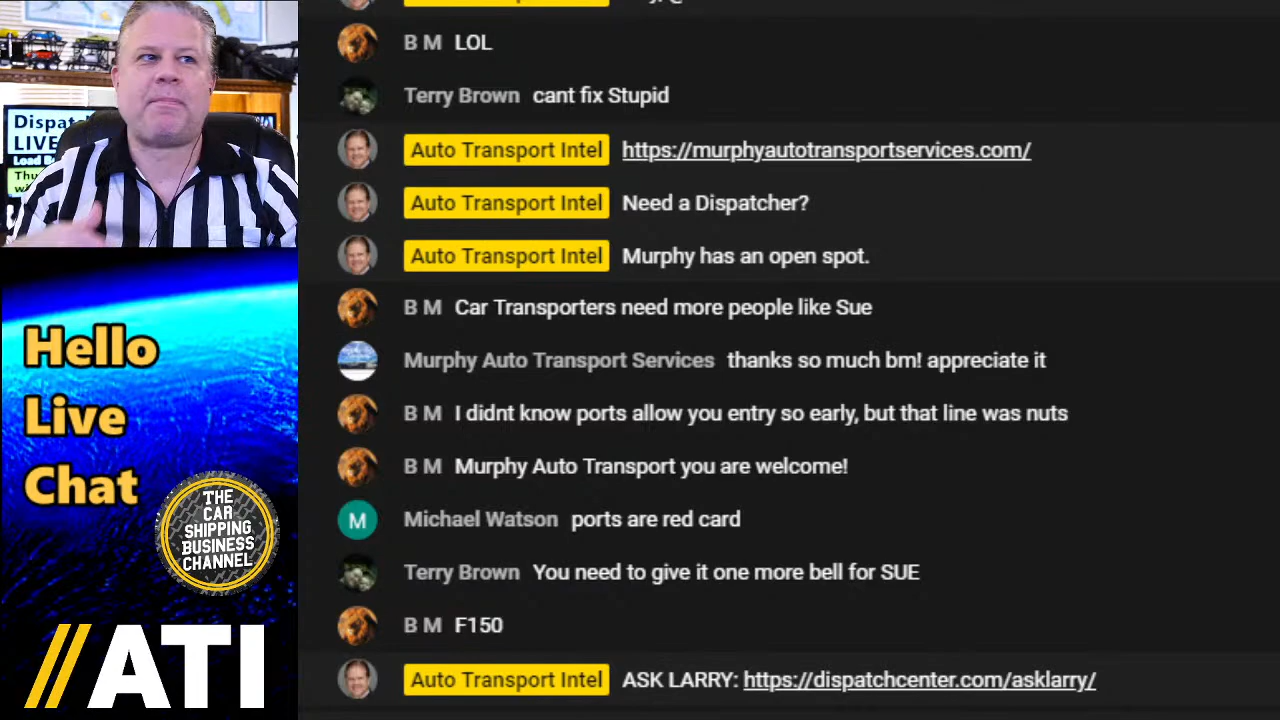 B M LOL
Terry Brown cant fix Stupid
Auto Transport Intel https://murphyautotransportservices.com/
Auto Transport Intel Need a Dispatcher?
Auto Transport Intel Murphy has an open spot.
B M Car Transporters need more people like Sue
Murphy Auto Transport Services thanks so much bm! appreciate it
B M I didnt know ports allow you entry so early, but that line was nuts
B M Murphy Auto Transport you are welcome!
M Michael Watson ports are red card
Terry Brown You need to give it one more bell for SUE
B M F150
Auto Transport Intel ASK LARRY: https://dispatchcenter.com/asklarry/
LIVE
Hello
Live
Chat
THE
CAR
SHIPPING
BUSINESS
CHANNEL
//ATI